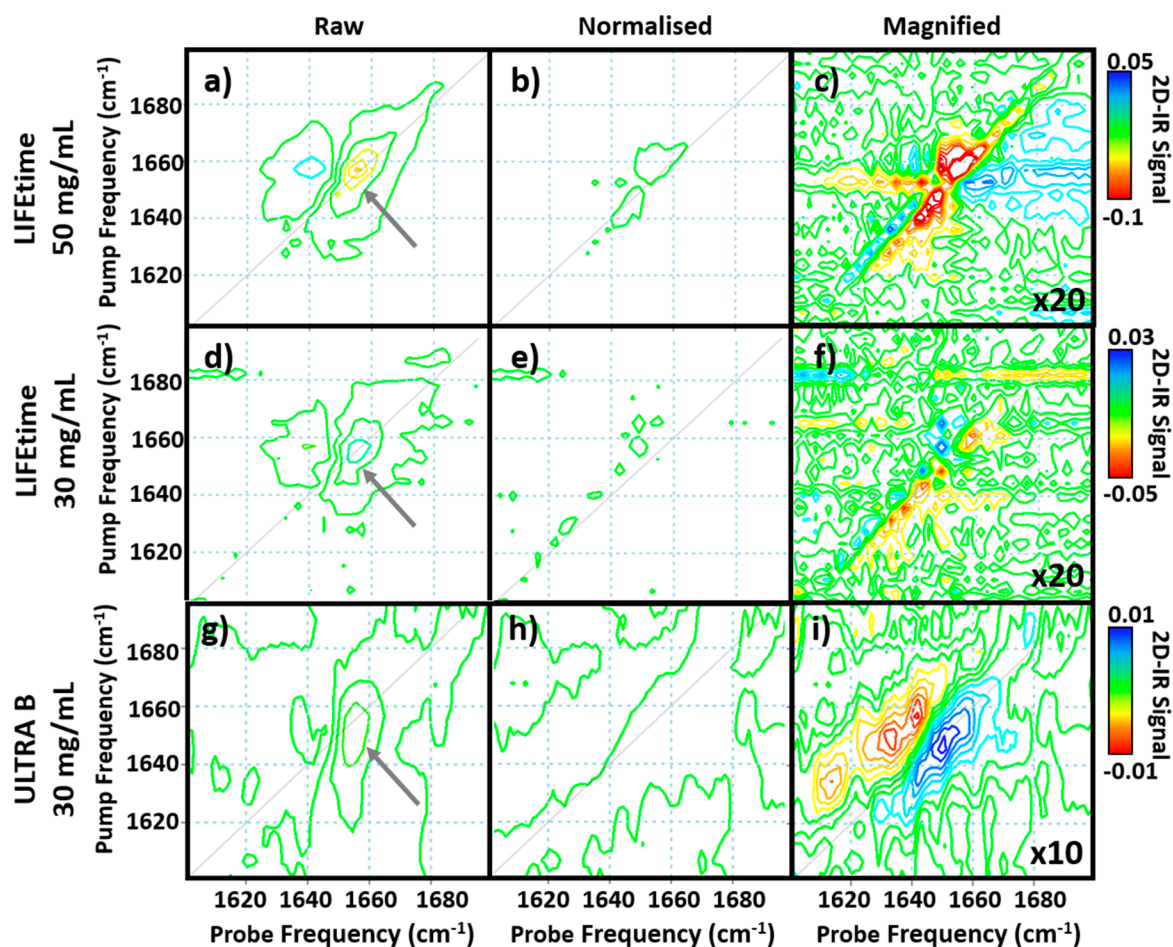 Raw Normalised Magnified
LIFEtime
50 mg/mL
Pump Frequency (cm⁻¹)
1680
1660
1640
1620
a)
b)
c)
x20
0.05
-0.1
2D-IR Signal
LIFEtime
30 mg/mL
Pump Frequency (cm⁻¹)
1680
1660
1640
1620
d)
e)
f)
x20
0.03
-0.05
2D-IR Signal
ULTRA B
30 mg/mL
Pump Frequency (cm⁻¹)
1680
1660
1640
1620
g)
h)
i)
x10
0.01
-0.01
2D-IR Signal
1620 1640 1660 1680 1620 1640 1660 1680 1620 1640 1660 1680
Probe Frequency (cm⁻¹) Probe Frequency (cm⁻¹) Probe Frequency (cm⁻¹)